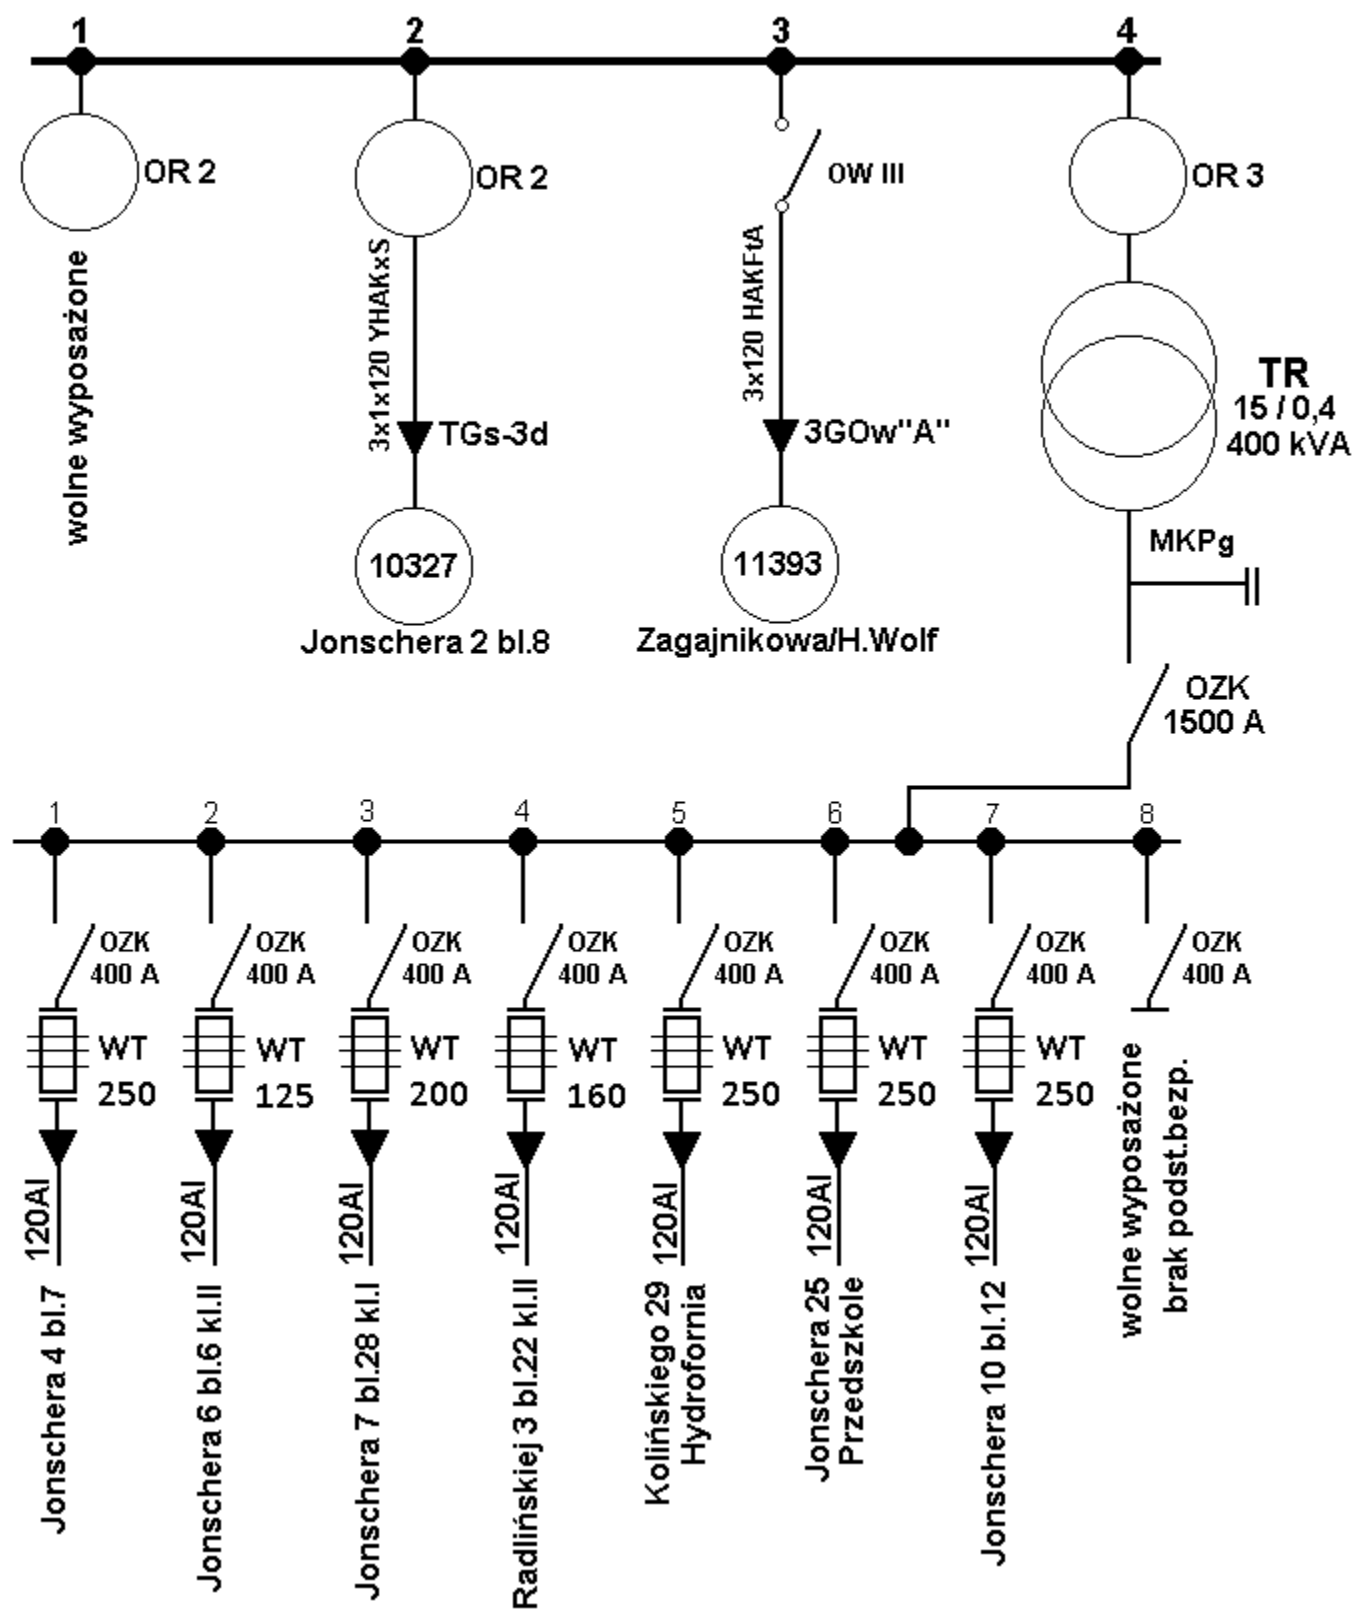 1
2
3
4
OR 2
OR 2
OW III
OR 3
wolne wyposażone
3x1x120 YHAKxS
3x120 HAKFtA
TGs-3d
3GOw"A"
TR
15 / 0,4
400 kVA
10327
11393
Jonschera 2 bl.8
Zagajnikowa/H.Wolf
MKPg
OZK
1500 A
1
2
3
4
5
6
7
8
OZK
400 A
OZK
400 A
OZK
400 A
OZK
400 A
OZK
400 A
OZK
400 A
OZK
400 A
OZK
400 A
WT
250
WT
125
WT
200
WT
160
WT
250
WT
250
WT
250
120Al
120Al
120Al
120Al
120Al
120Al
120Al
Jonschera 4 bl.7
Jonschera 6 bl.6 kl.II
Jonschera 7 bl.28 kl.I
Radlińskiej 3 bl.22 kl.II
Kolińskiego 29
Hydrofornia
Jonschera 25
Przedszkole
Jonschera 10 bl.12
wolne wyposażone
brak podst.bezp.